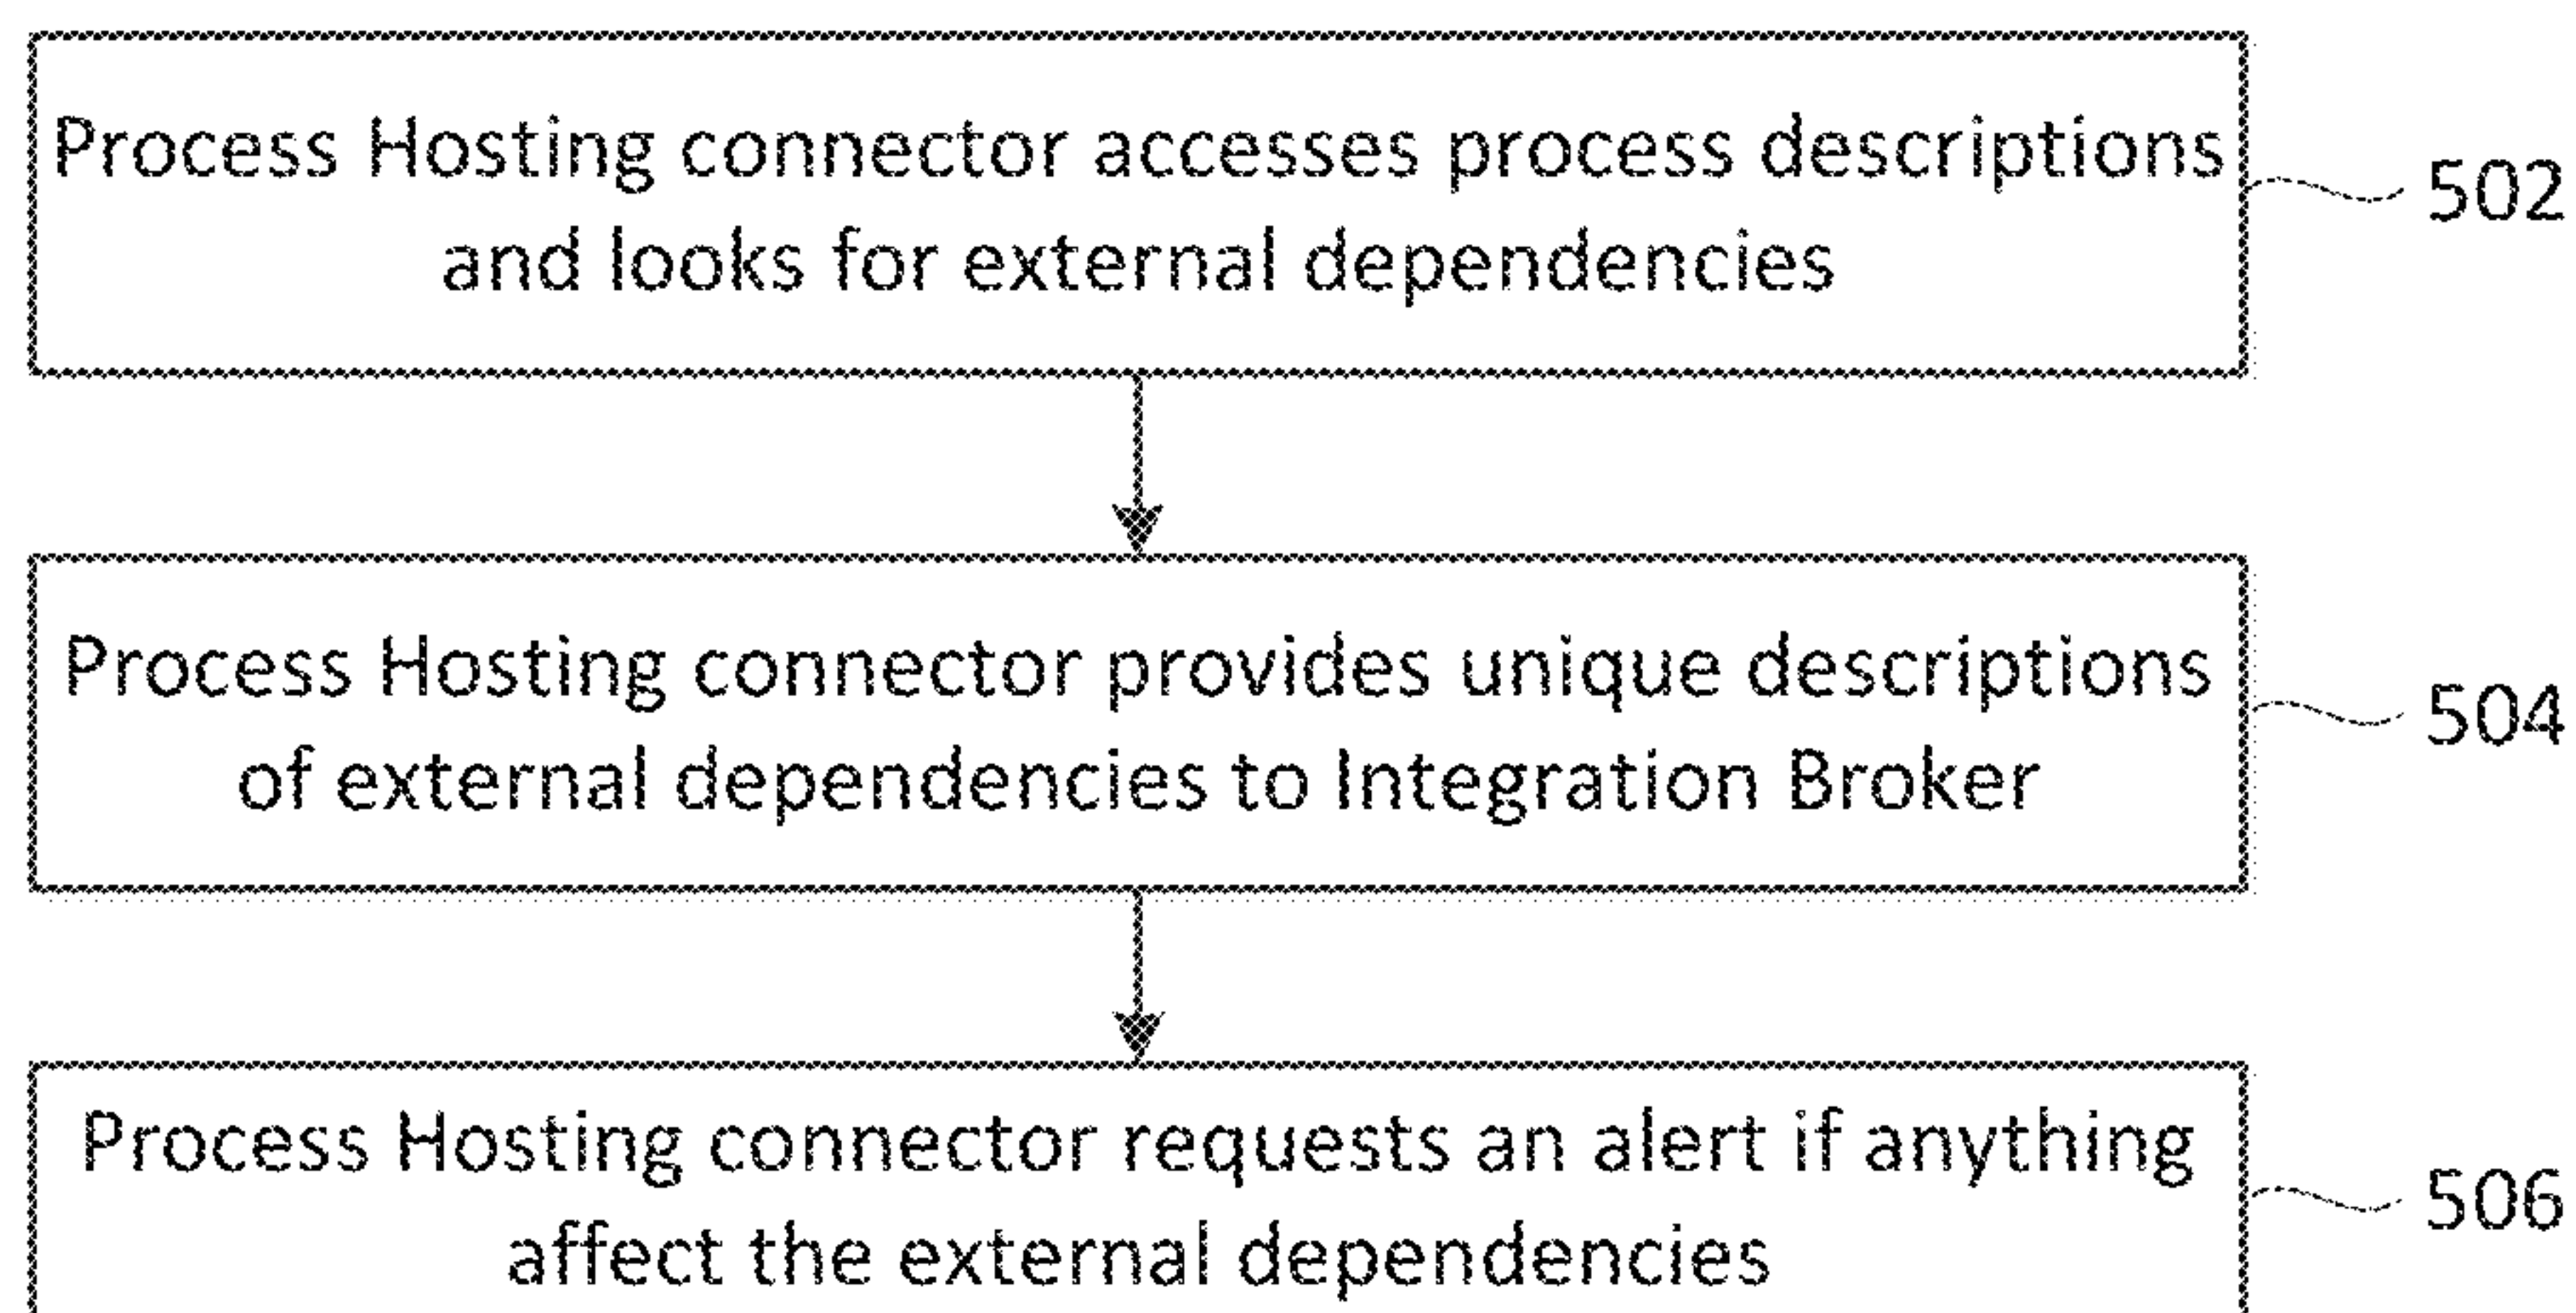 Process Hosting connector accesses process descriptions
and looks for external dependencies
502
Process Hosting connector provides unique descriptions
of external dependencies to Integration Broker
504
Process Hosting connector requests an alert if anything
affect the external dependencies
506